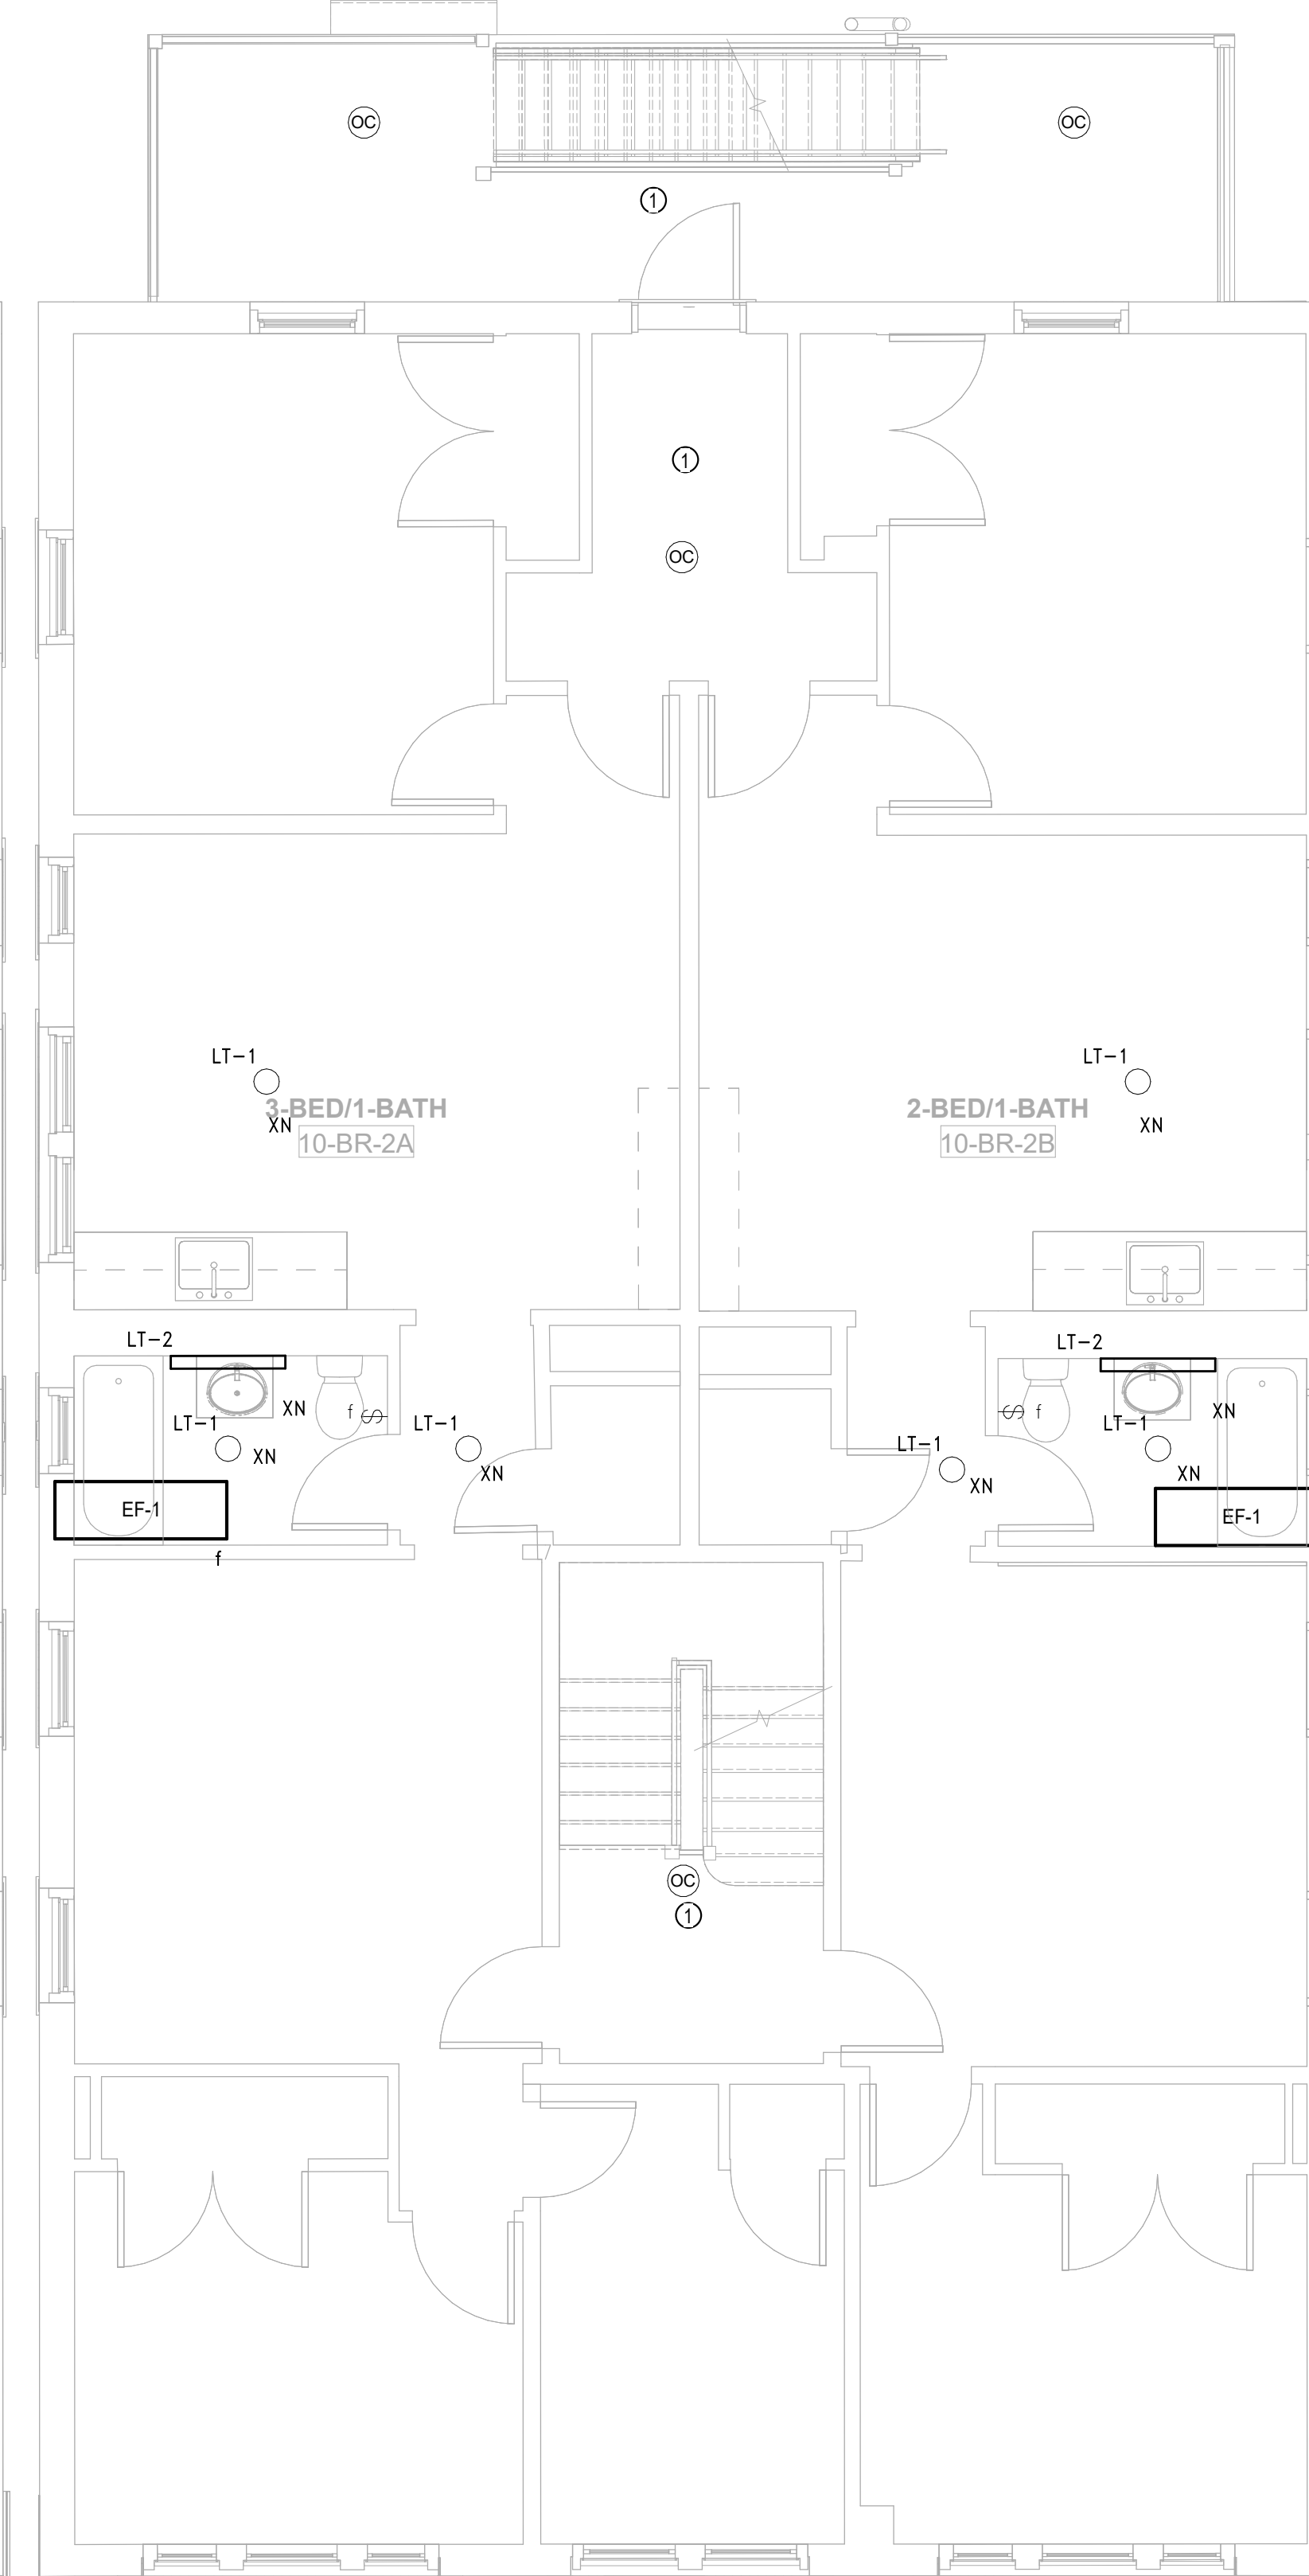 OC
OC
1
1
OC
LT-1
LT-1
3-BED/1-BATH
2-BED/1-BATH
XN
XN
10-BR-2A
10-BR-2B
LT-2
LT-2
XN
f
$
$
f
XN
LT-1
LT-1
LT-1
LT-1
XN
XN
XN
XN
EF-1
EF-1
f
OC
1